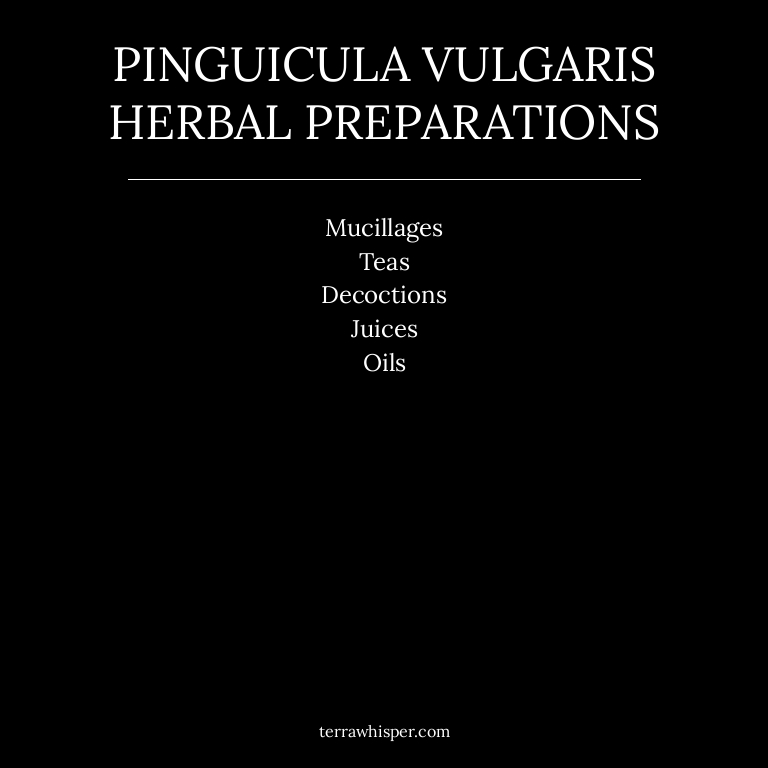 PINGUICULA VULGARIS
HERBAL PREPARATIONS
Mucillages
Teas
Decoctions
Juices
Oils
terrawhisper.com